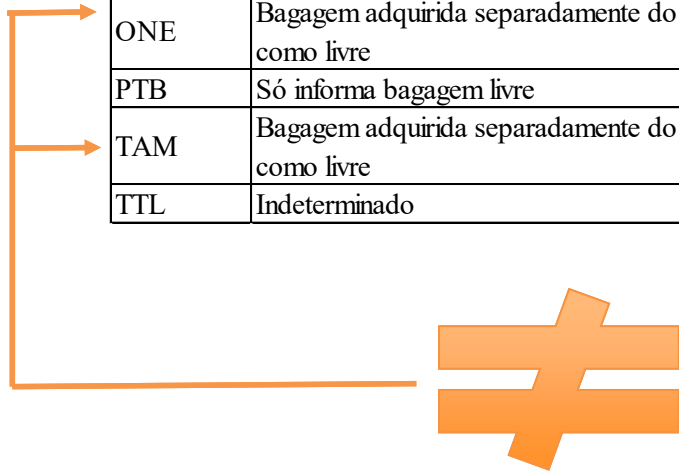 ONE
Bagagem adquirida separadamente do
como livre
PTB Só informa bagagem livre
TAM
Bagagem adquirida separadamente do
como livre
TTL Indeterminado